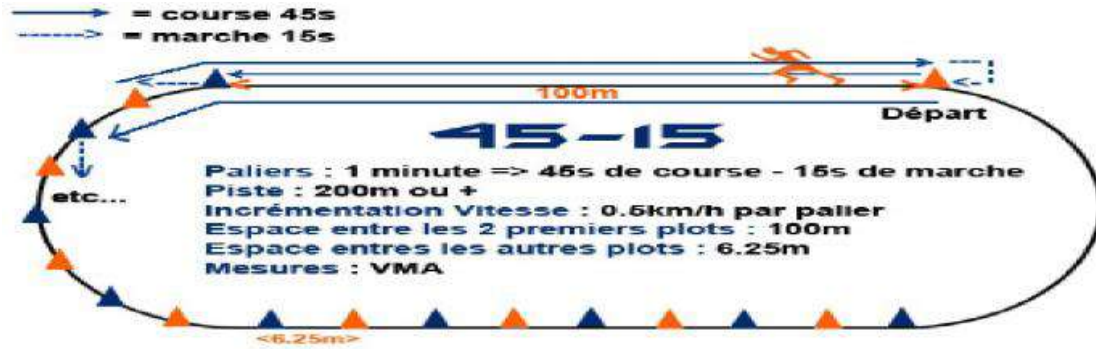 = course 45s
= marche 15s
100m
Départ
45-15
Paliers : 1 minute => 45s de course - 15s de marche
Piste : 200m ou +
etc...
Incrémentation Vitesse : 0.5km/h par palier
Espace entre les 2 premiers plots : 100m
Espace entres les autres plots : 6.25m
Mesures : VMA
<6.25m>